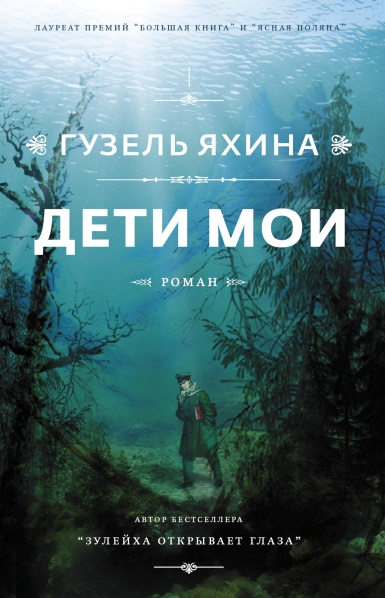 ЛАУРЕАТ ПРЕМИЙ "БОЛЬШАЯ КНИГА" И "ЯСНАЯ ПОЛЯНА"
ГУЗЕЛЬ ЯХИНА
ДЕТИ МОИ
РОМАН
АВТОР БЕСТСЕЛЛЕРА
"ЗУЛЕЙХА ОТКРЫВАЕТ ГЛАЗА"